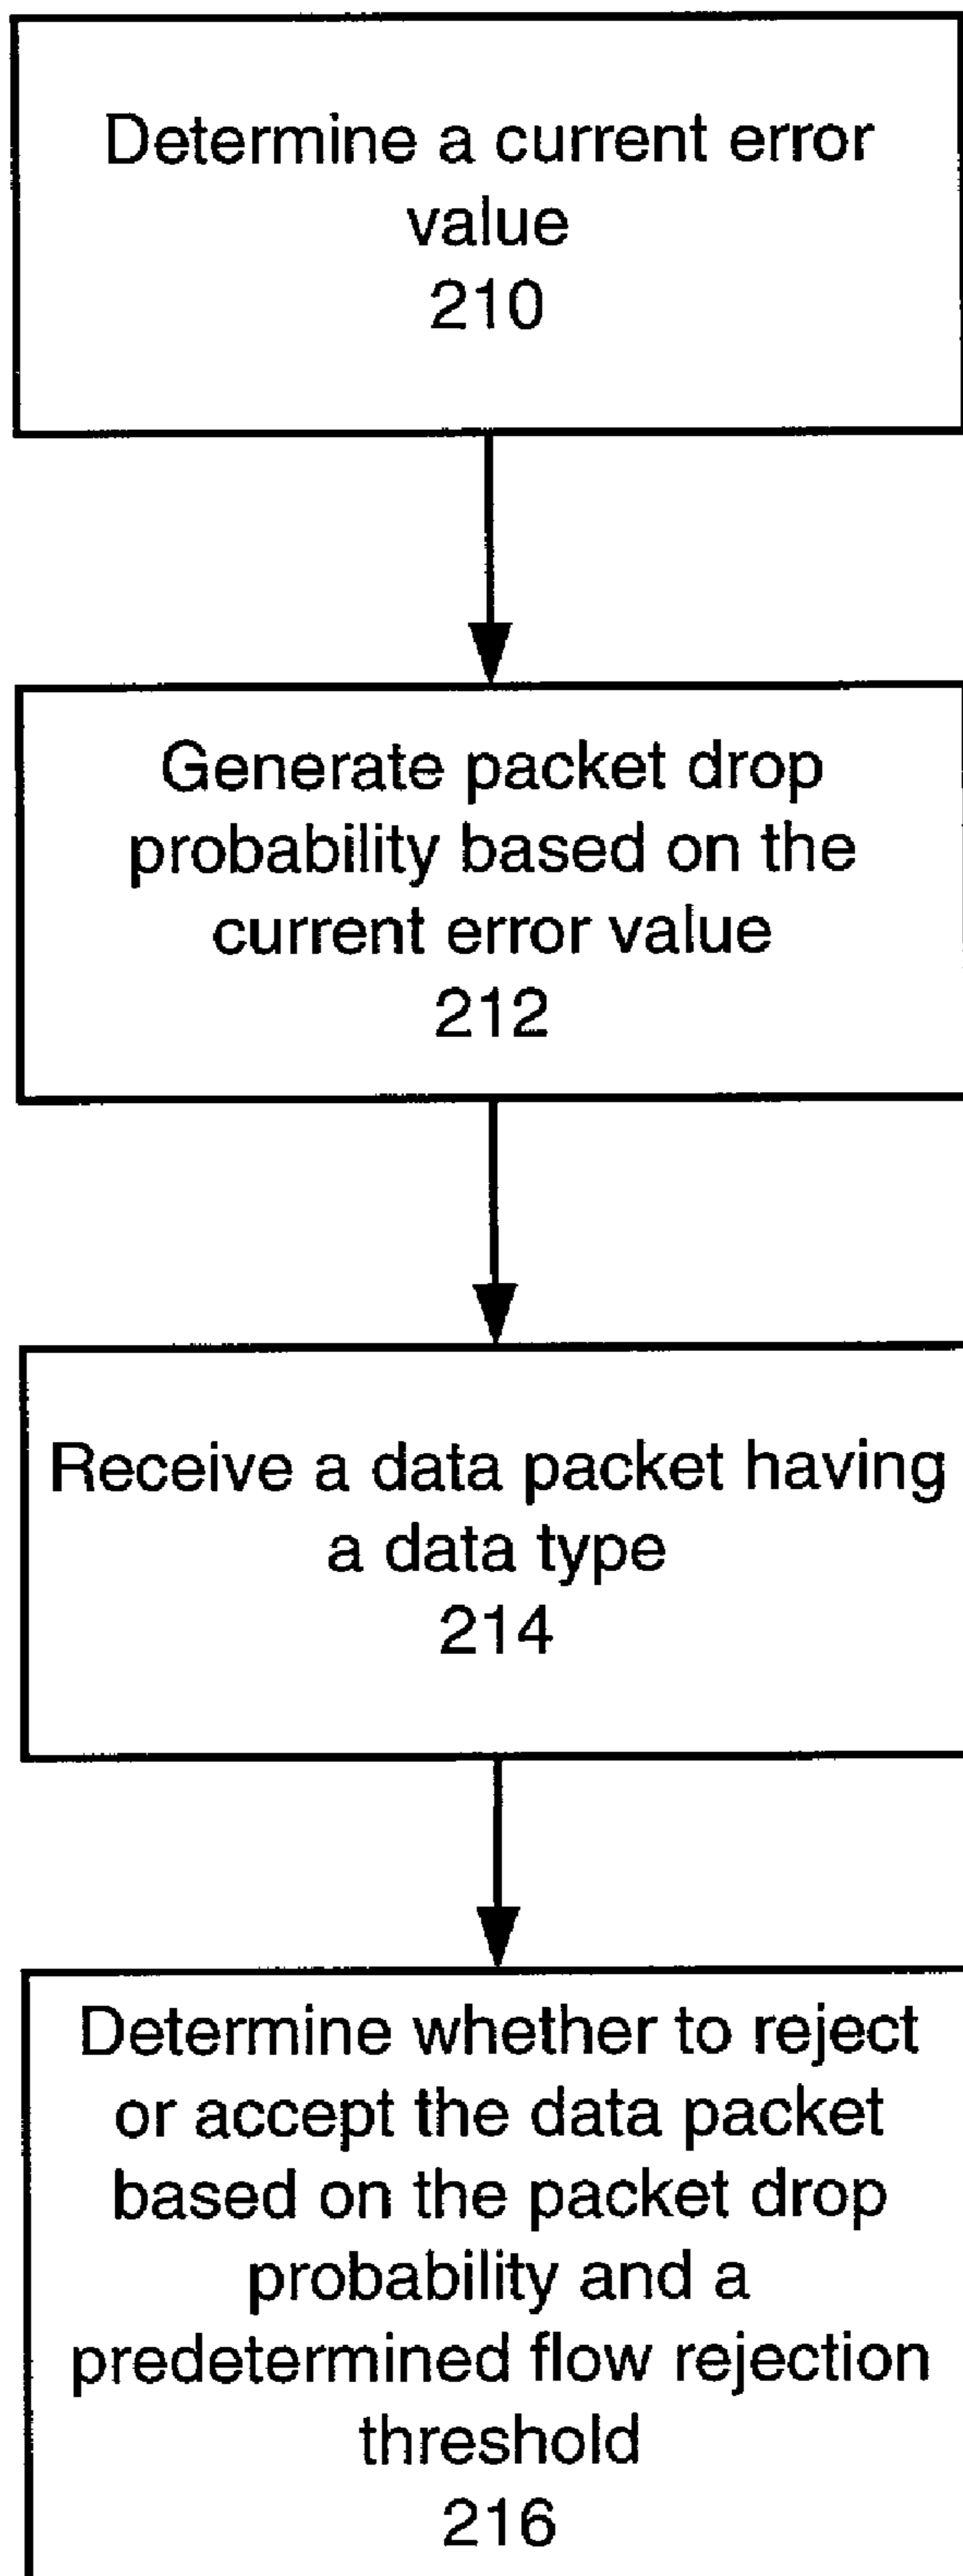 Determine a current error
value
210
Generate packet drop
probability based on the
current error value
212
Receive a data packet having
a data type
214
Determine whether to reject
or accept the data packet
based on the packet drop
probability and a
predetermined flow rejection
threshold
216